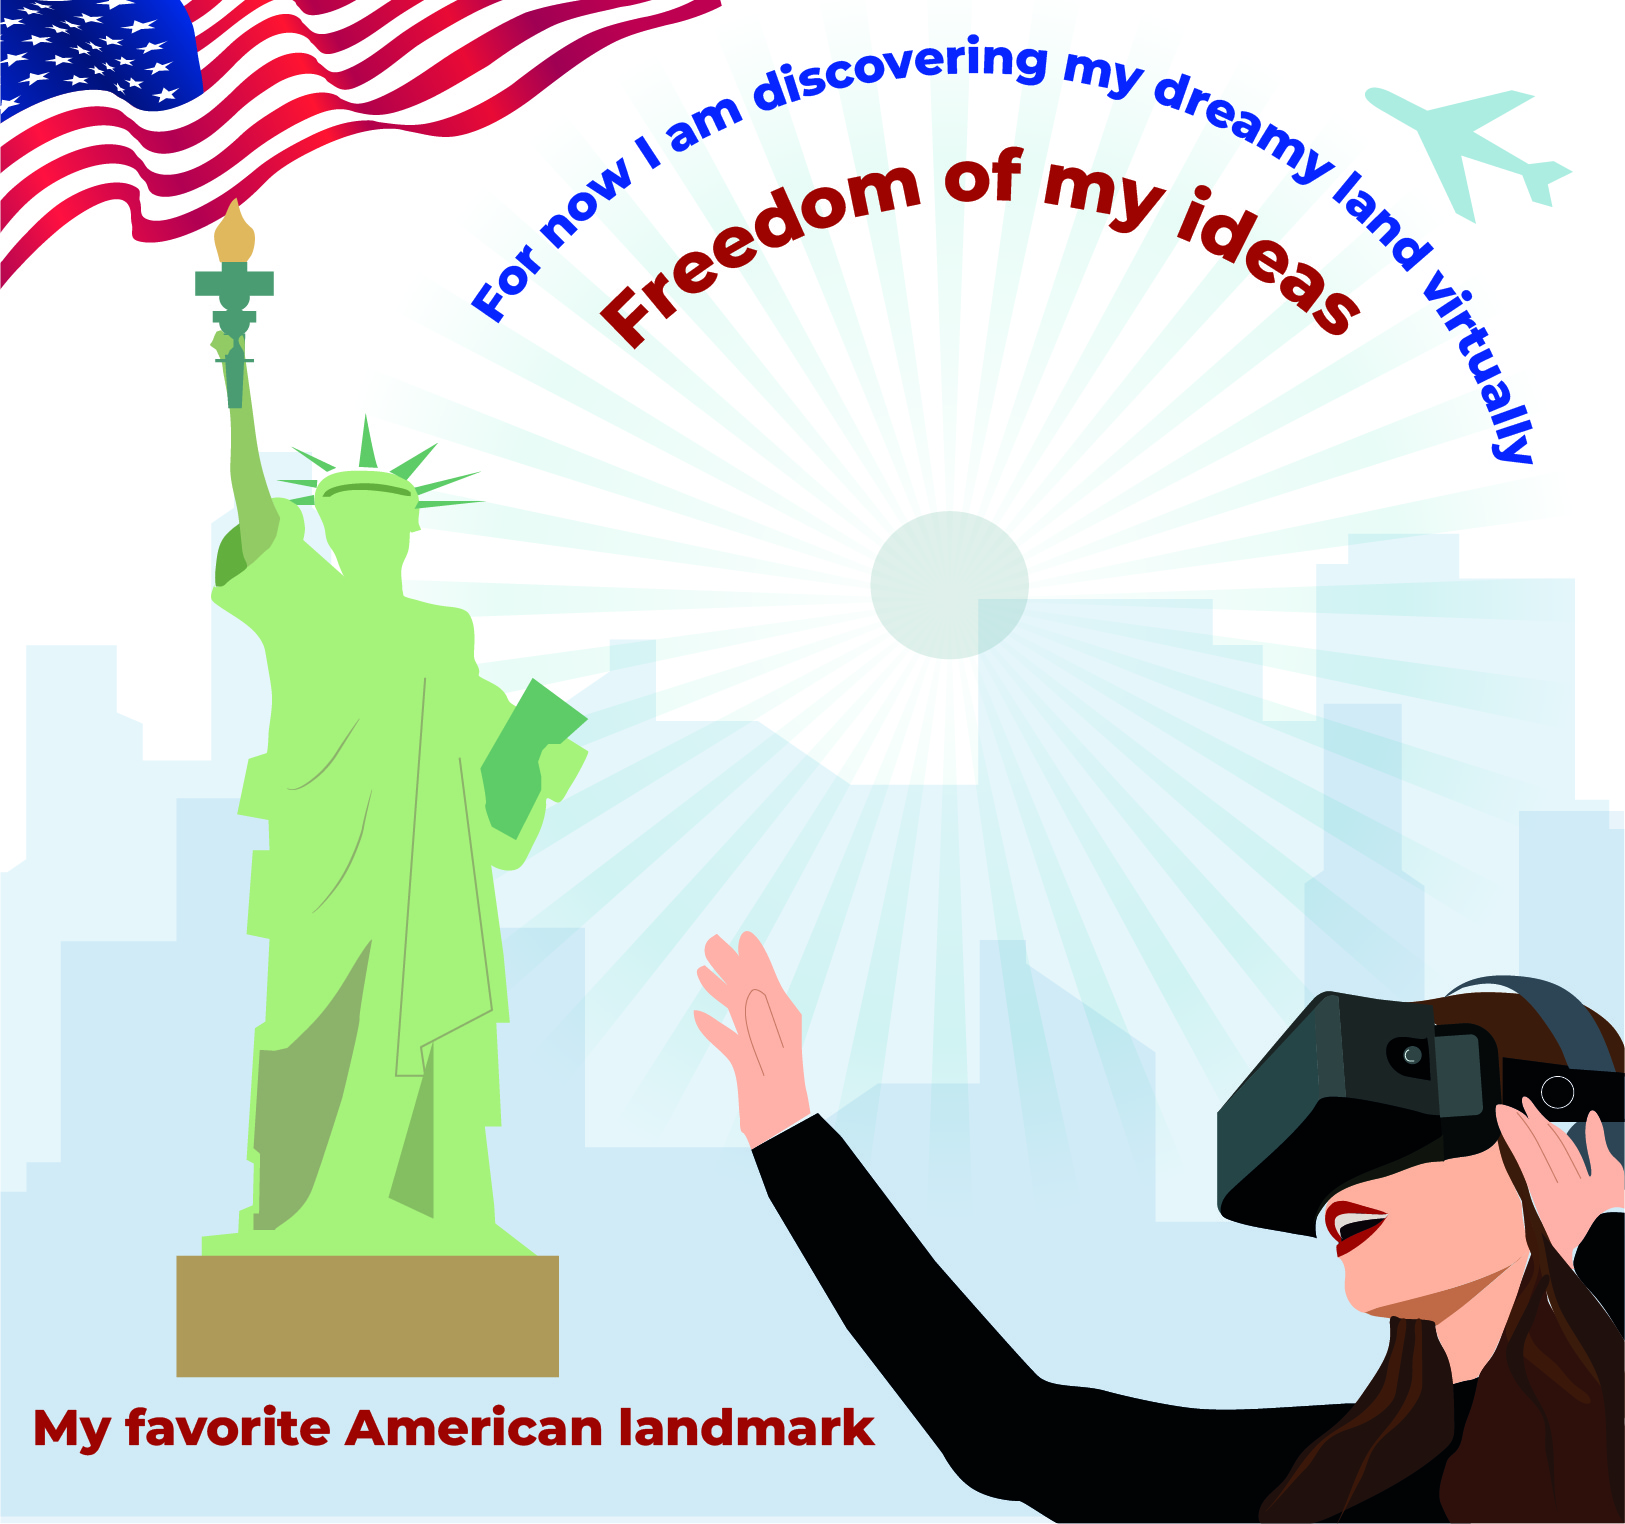 For now I am discovering my dreamy land virtually
Freedom of my ideas
My favorite American landmark